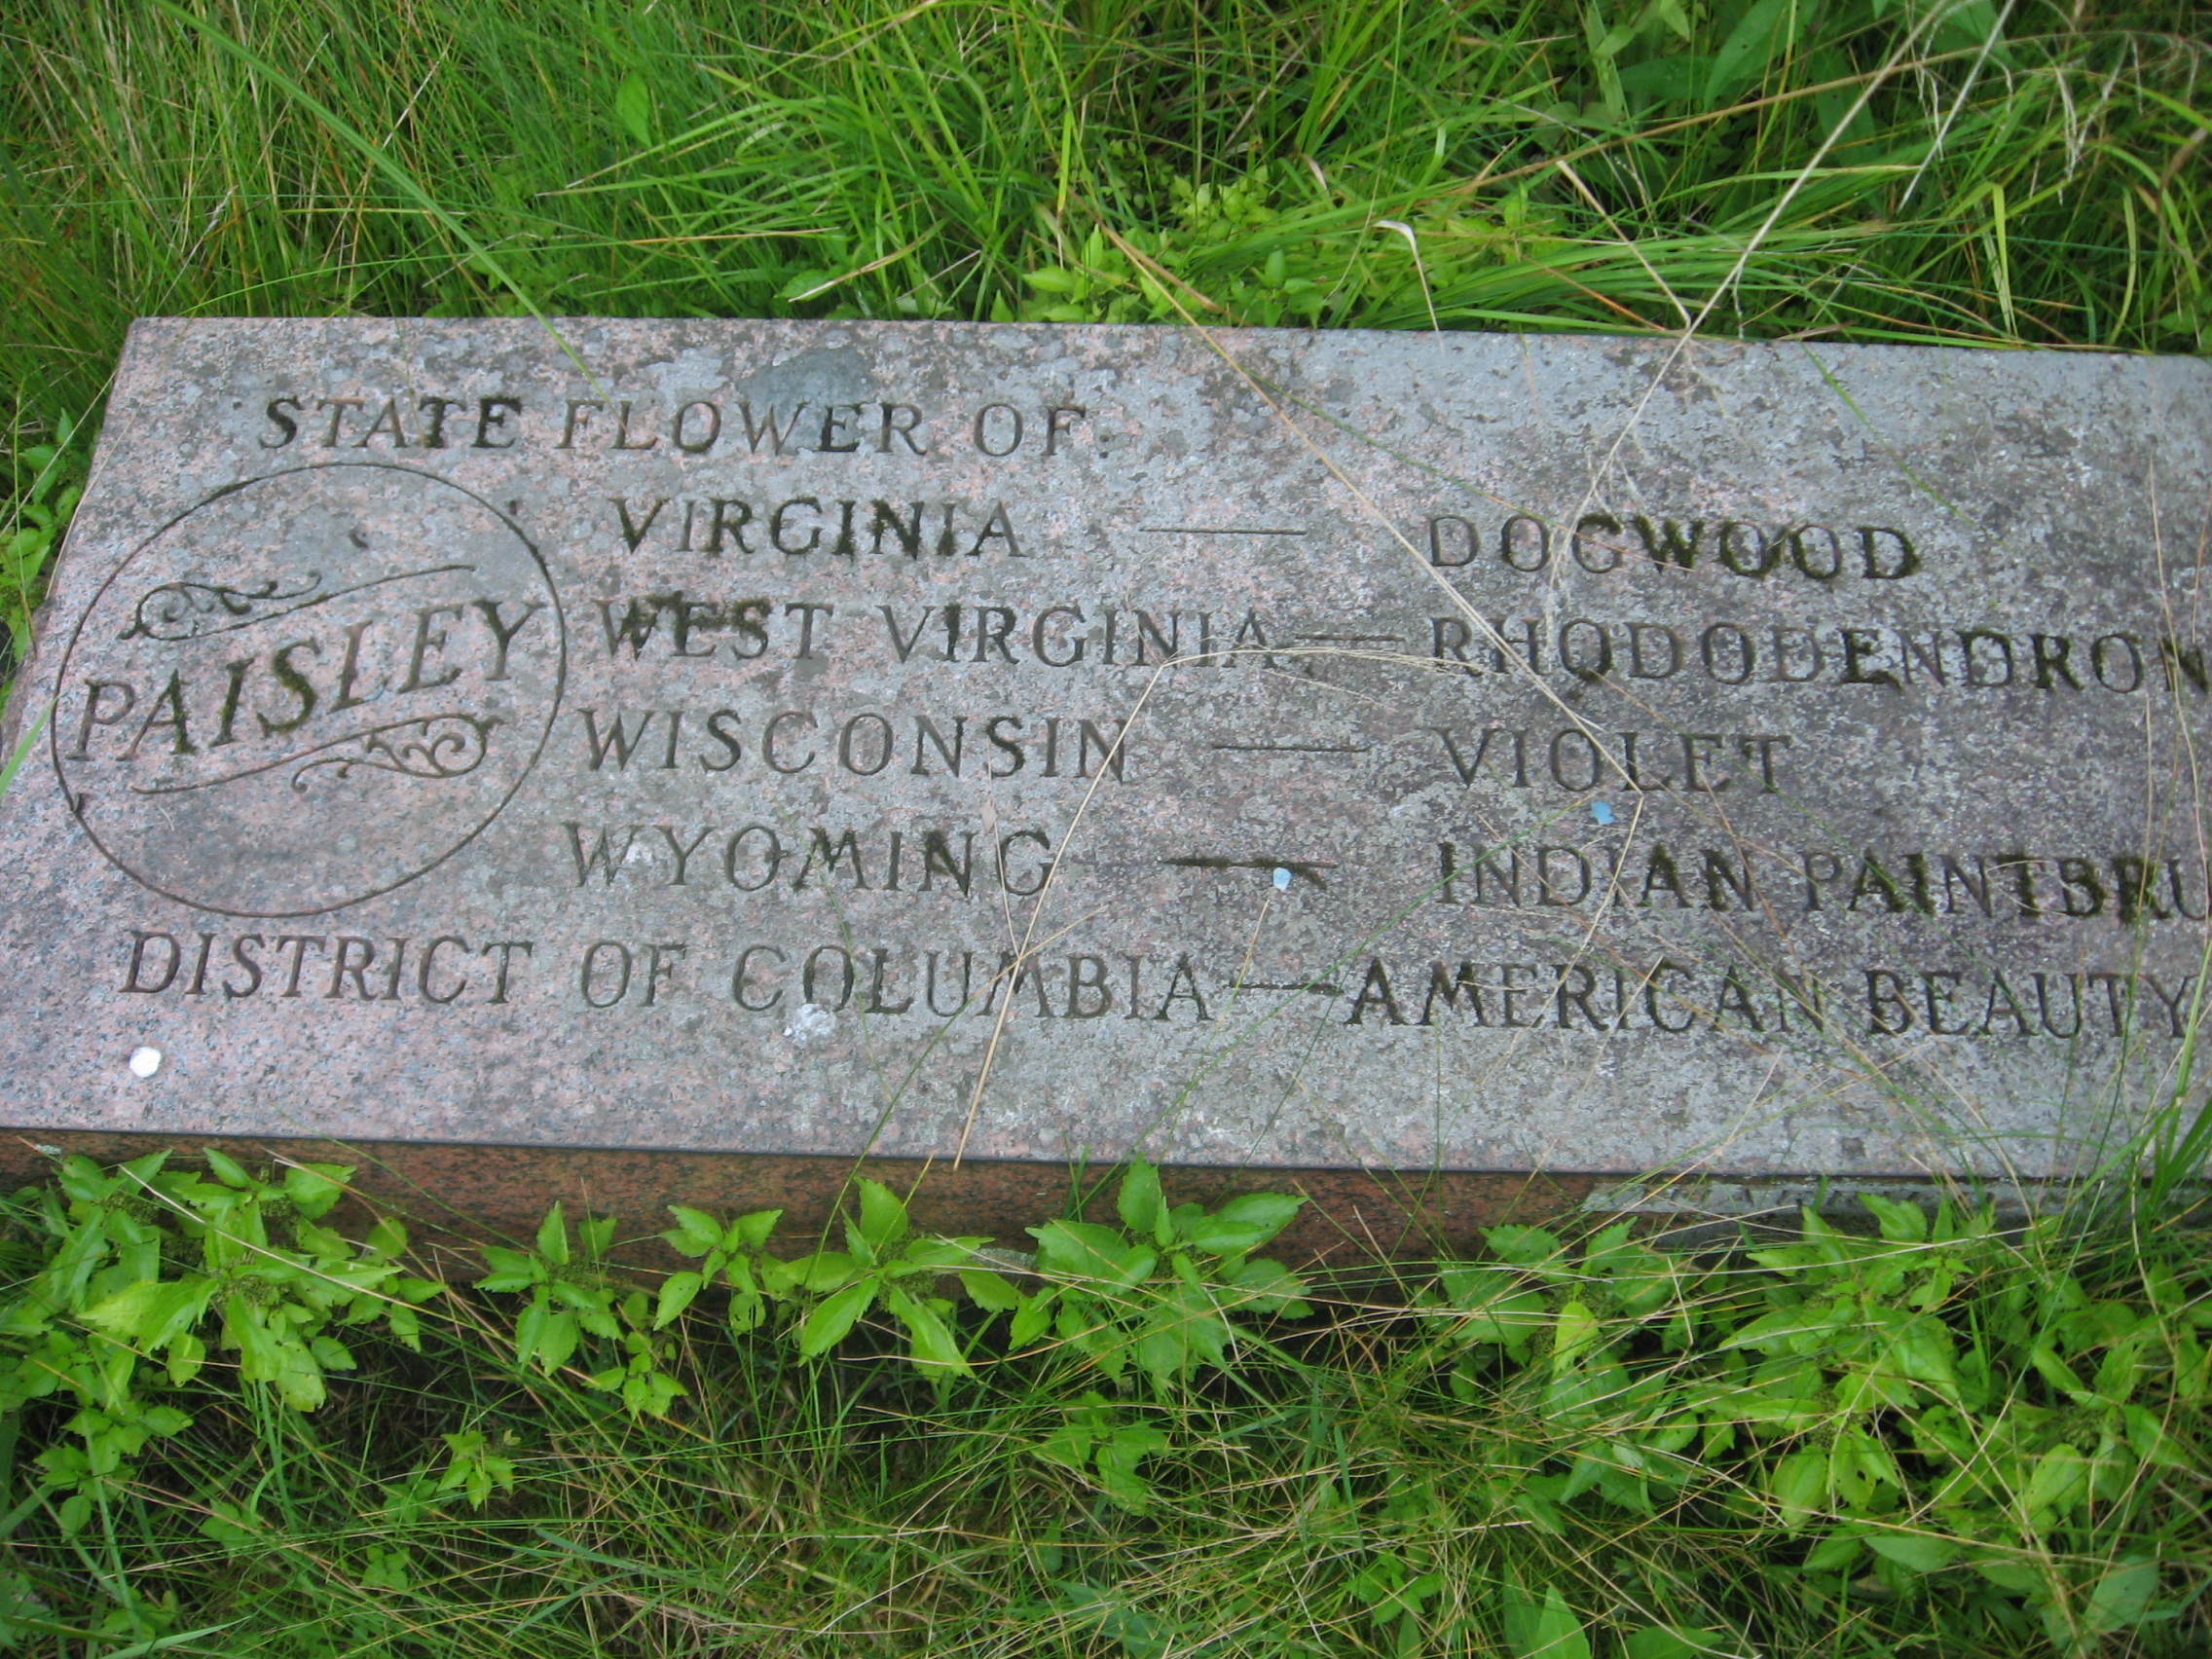 STATE FLOWER OF:
PAISLEY
VIRGINIA — DOGWOOD
WEST VIRGINIA — RHODODENDRON
WISCONSIN — VIOLET
WYOMING — INDIAN PAINTBRU
DISTRICT OF COLUMBIA — AMERICAN BEAUTY